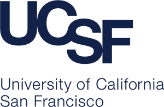 UCSF
University of California
San Francisco